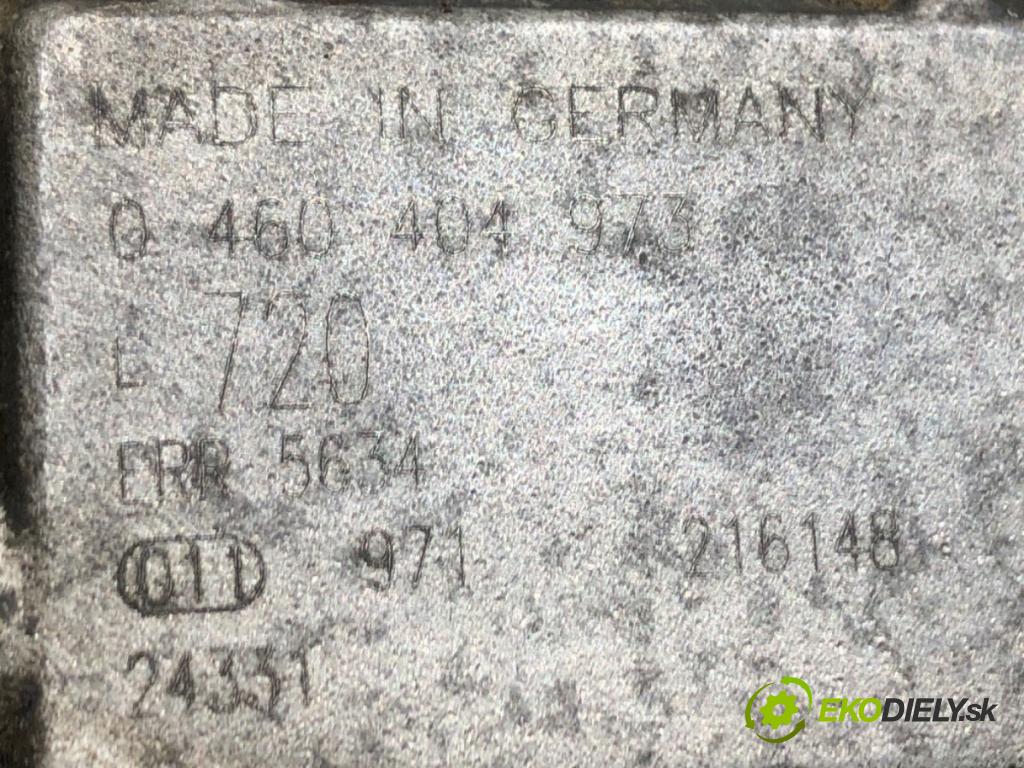 MADE IN GERMANY
0 460 404 973
L 720
ERR 5634
011 971 216148
24331
EKODIELY.sk